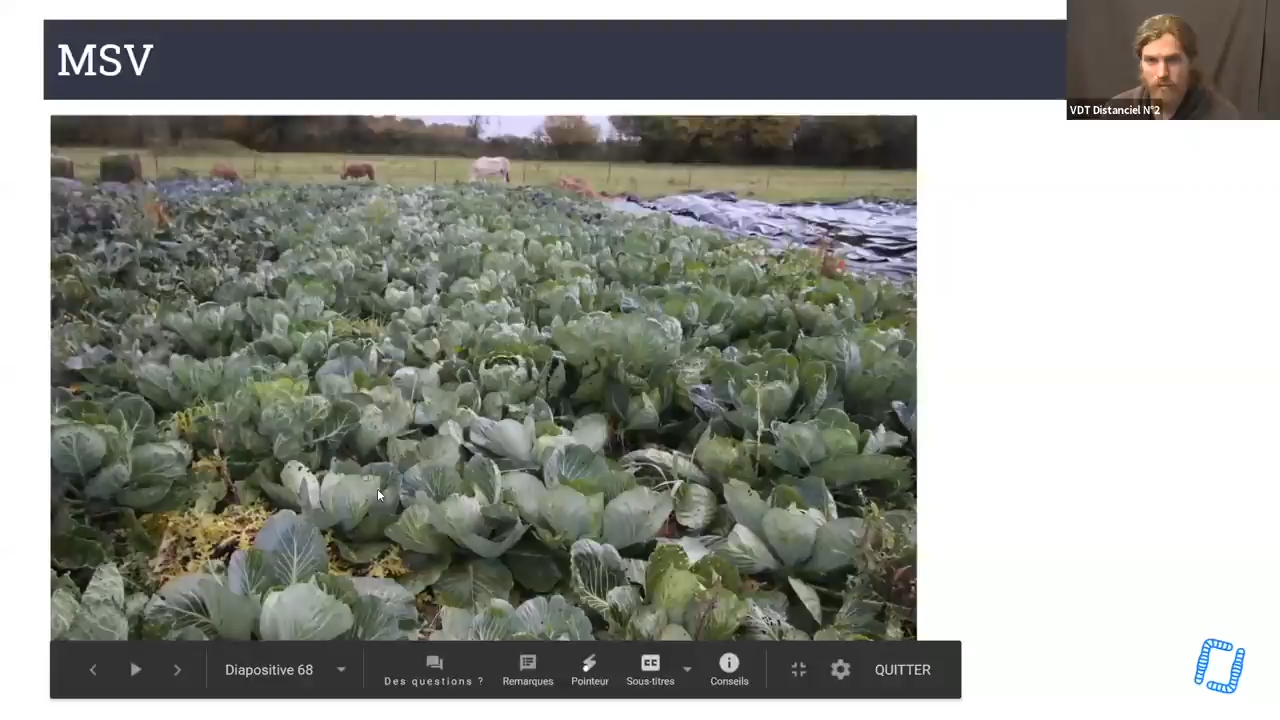 MSV
VDT Distanciel N°2
Diapositive 68
Des questions ?
Remarques
Pointeur
Sous-titres
Conseils
QUITTER